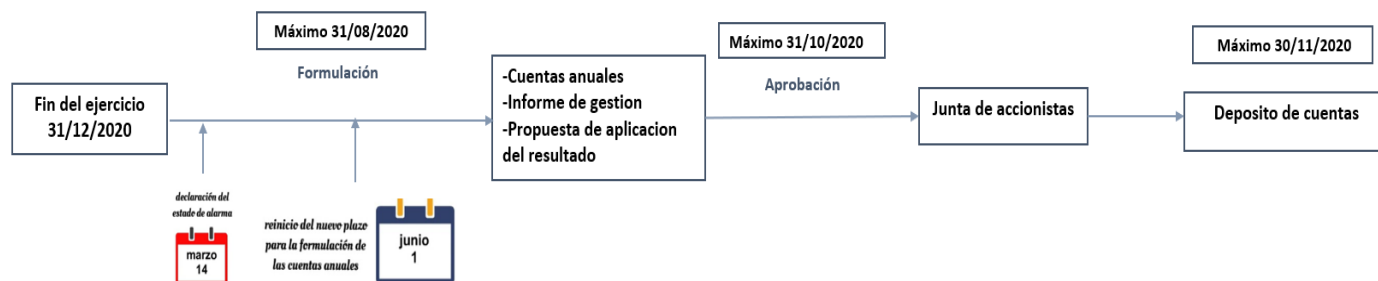 Máximo 31/08/2020
Formulación
Fin del ejercicio
31/12/2020
declaración del
estado de alarma
marzo
14
reinicio del nuevo plazo
para la formulación de
las cuentas anuales
junio
1
-Cuentas anuales
-Informe de gestion
-Propuesta de aplicacion
del resultado
Máximo 31/10/2020
Aprobación
Junta de accionistas
Máximo 30/11/2020
Deposito de cuentas